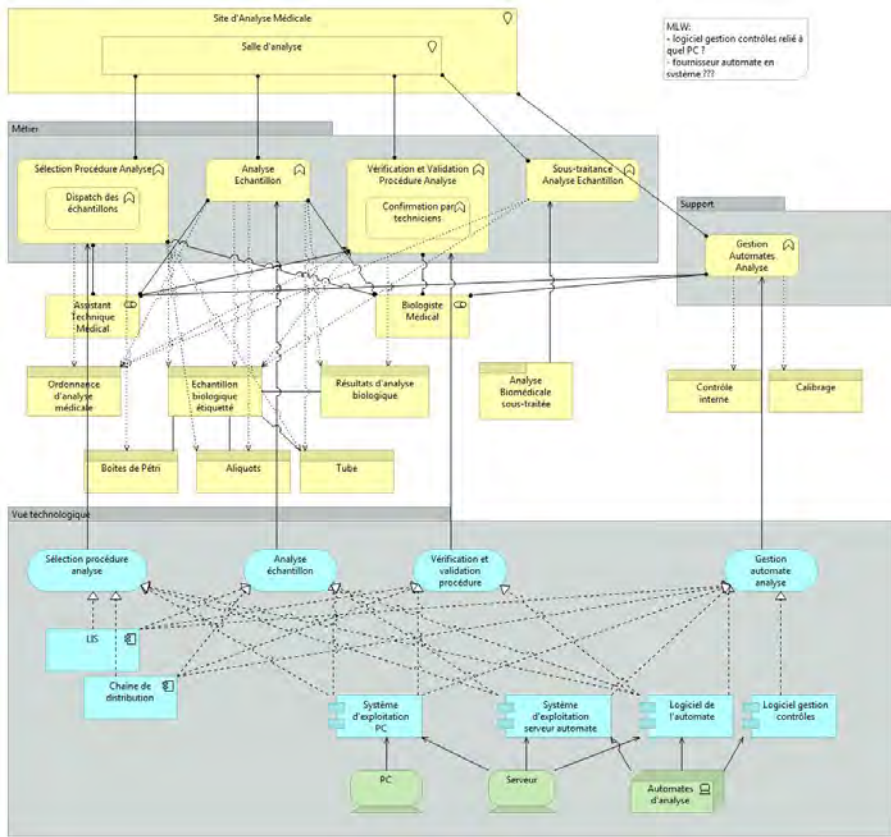 Site d'Analyse Médicale
Salle d'analyse
MLW:
- logiciel gestion contrôles relié à
quel PC ?
- fournisseur automate en
système ???
Métier
Sélection Procédure Analyse
Dispatch des
échantillons
Analyse
Echantillon
Vérification et Validation
Procédure Analyse
Confirmation par
techniciens
Sous-traitance
Analyse Echantillon
Support
Gestion
Automates
Analyse
Assistant
Technique
Médical
Biologiste
Médical
Ordonnance
d'analyse
médicale
Echantillon
biologique
étiquetté
Résultats d'analyse
biologique
Analyse
Biomédicale
sous-traitée
Contrôle
interne
Calibrage
Boites de Pétri
Aliquots
Tube
Vue technologique
Sélection procédure
analyse
Analyse
échantillon
Vérification et
validation
procédure
Gestion
automate
analyse
LIS
Chaine de
distribution
Système
d'exploitation
PC
Système
d'exploitation
serveur automate
Logiciel de
l'automate
Logiciel gestion
contrôles
PC
Serveur
Automates
d'analyse